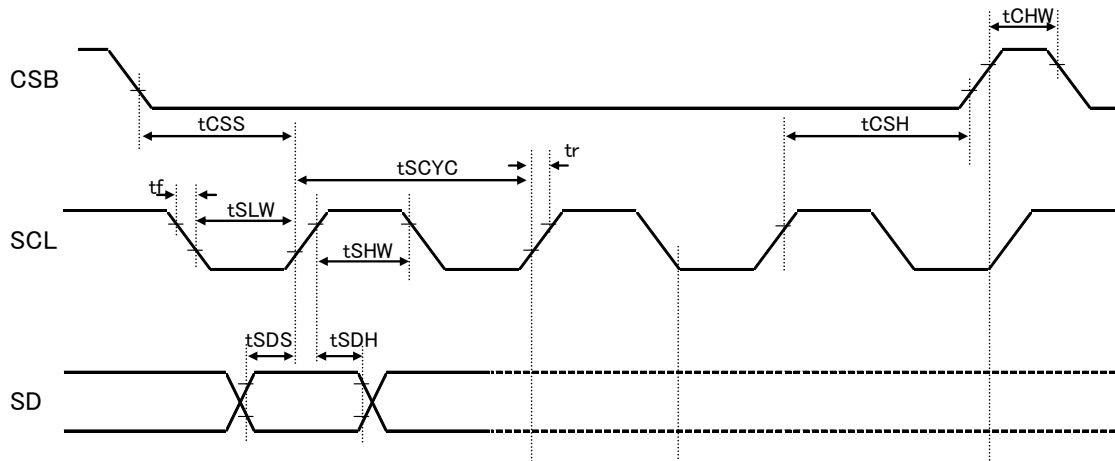 tCHW
CSB
tCSS
tCSH
tr
tSCYC
tf
tSLW
SCL
tSHW
tSDS
tSDH
SD